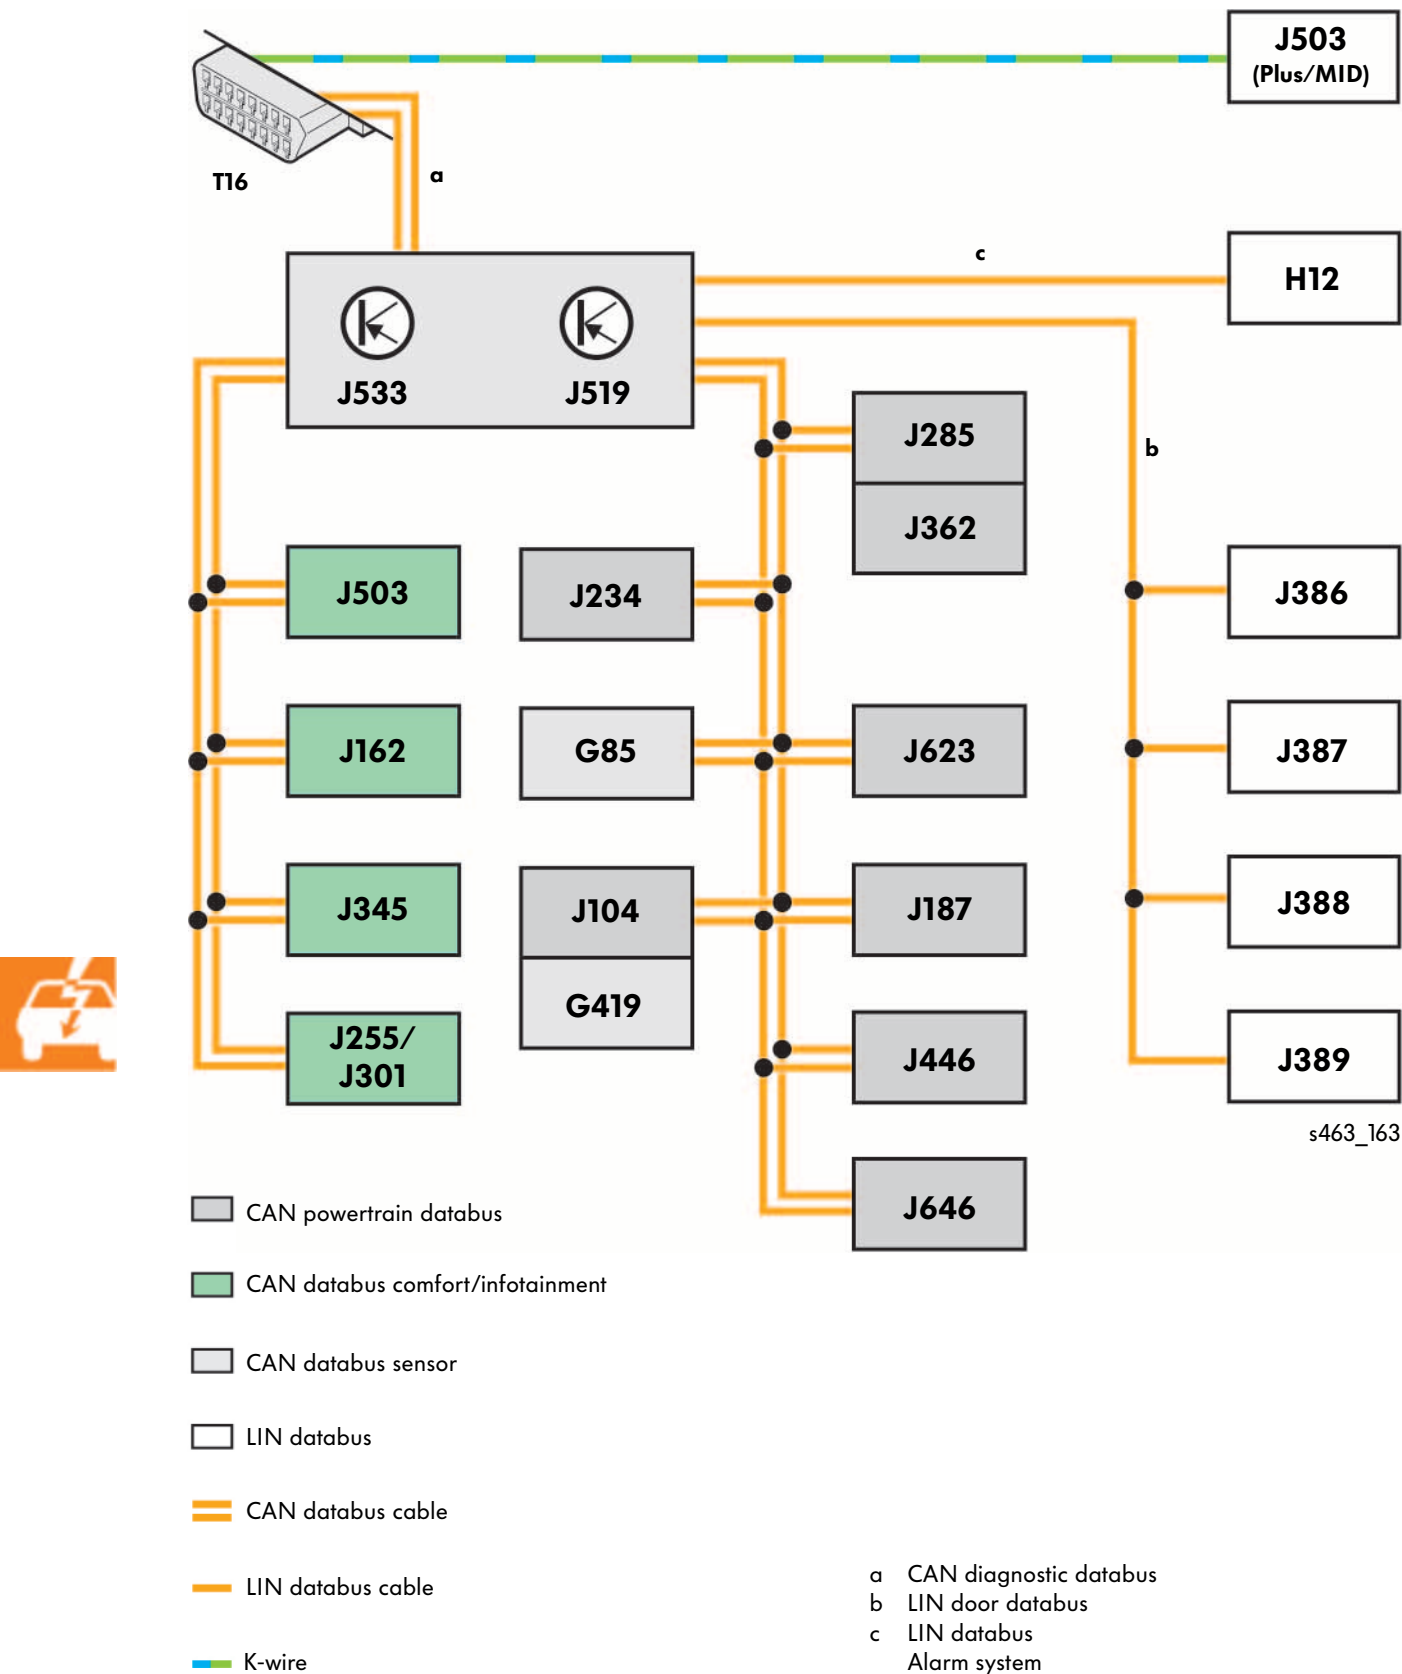 J503
(Plus/MID)
T16
a
c
H12
J533
J519
J285
b
J362
J503
J234
J386
J162
G85
J623
J387
J345
J104
J187
J388
G419
J255/
J301
J446
J389
s463_163
J646
CAN powertrain databus
CAN databus comfort/infotainment
CAN databus sensor
LIN databus
CAN databus cable
LIN databus cable
K-wire
a CAN diagnostic databus
b LIN door databus
c LIN databus
Alarm system